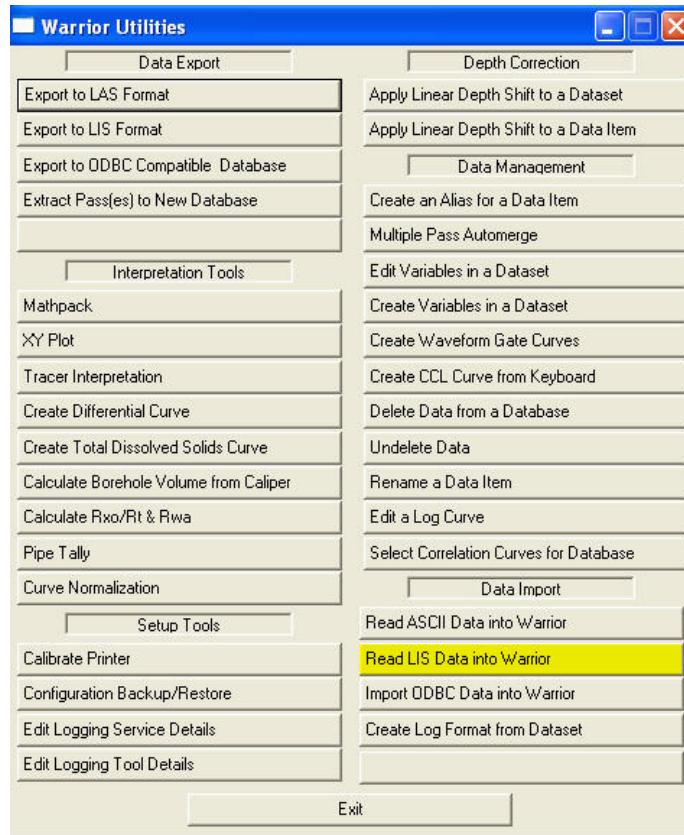 Warrior Utilities
Data Export
Export to LAS Format
Export to LIS Format
Export to ODBC Compatible Database
Extract Pass(es) to New Database
Interpretation Tools
Mathpack
XY Plot
Tracer Interpretation
Create Differential Curve
Create Total Dissolved Solids Curve
Calculate Borehole Volume from Caliper
Calculate Rxo/Rt & Rwa
Pipe Tally
Curve Normalization
Setup Tools
Calibrate Printer
Configuration Backup/Restore
Edit Logging Service Details
Edit Logging Tool Details
Depth Correction
Apply Linear Depth Shift to a Dataset
Apply Linear Depth Shift to a Data Item
Data Management
Create an Alias for a Data Item
Multiple Pass Automerge
Edit Variables in a Dataset
Create Variables in a Dataset
Create Waveform Gate Curves
Create CCL Curve from Keyboard
Delete Data from a Database
Undelete Data
Rename a Data Item
Edit a Log Curve
Select Correlation Curves for Database
Data Import
Read ASCII Data into Warrior
Read LIS Data into Warrior
Import ODBC Data into Warrior
Create Log Format from Dataset
Exit